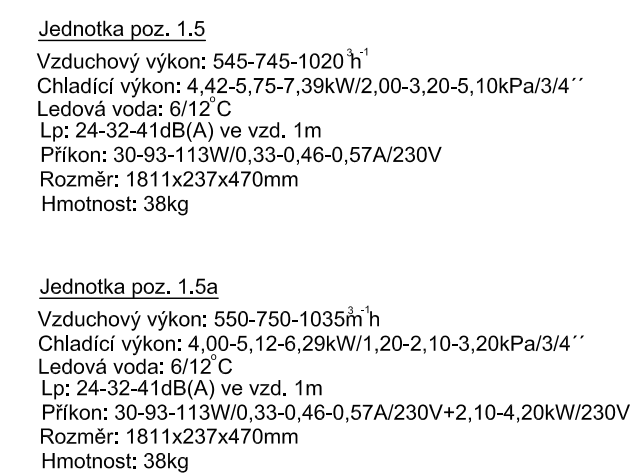 Jednotka poz. 1.5
Vzduchový výkon: 545-745-1020 ³h⁻¹
Chladící výkon: 4,42-5,75-7,39kW/2,00-3,20-5,10kPa/3/4´´
Ledová voda: 6/12°C
Lp: 24-32-41dB(A) ve vzd. 1m
Příkon: 30-93-113W/0,33-0,46-0,57A/230V
Rozměr: 1811x237x470mm
Hmotnost: 38kg
Jednotka poz. 1.5a
Vzduchový výkon: 550-750-1035m³h⁻¹
Chladící výkon: 4,00-5,12-6,29kW/1,20-2,10-3,20kPa/3/4´´
Ledová voda: 6/12°C
Lp: 24-32-41dB(A) ve vzd. 1m
Příkon: 30-93-113W/0,33-0,46-0,57A/230V+2,10-4,20kW/230V
Rozměr: 1811x237x470mm
Hmotnost: 38kg